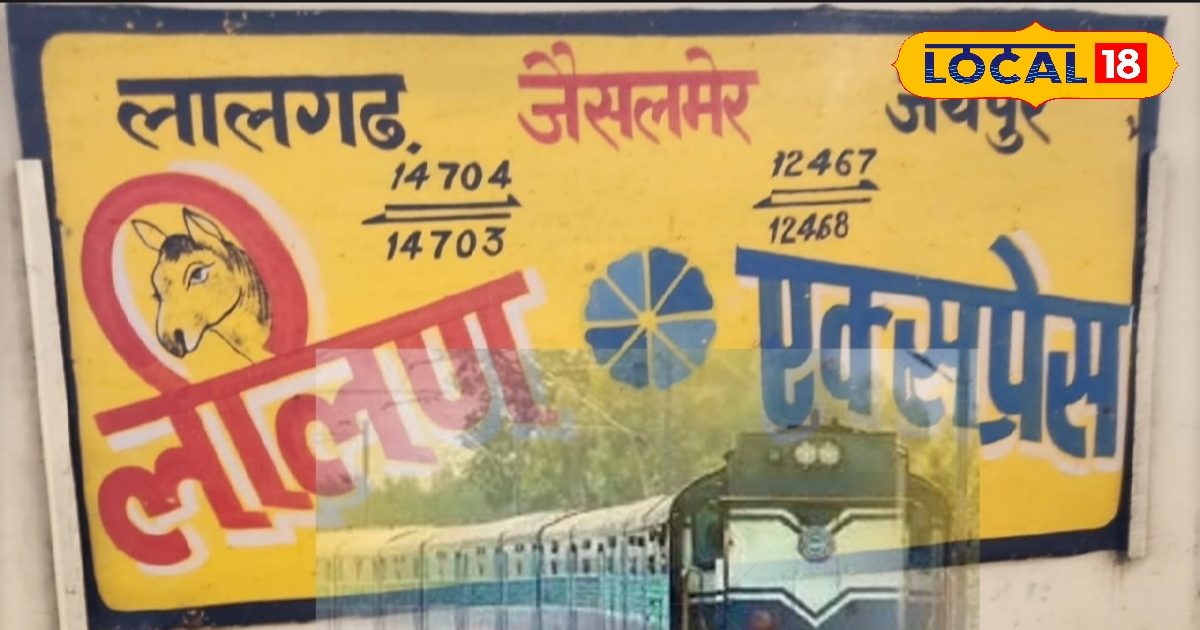 LOCAL 18
लालगढ़ जैसलमेर जयपुर
14704 12467
14703 12468
लीलण एक्सप्रेस